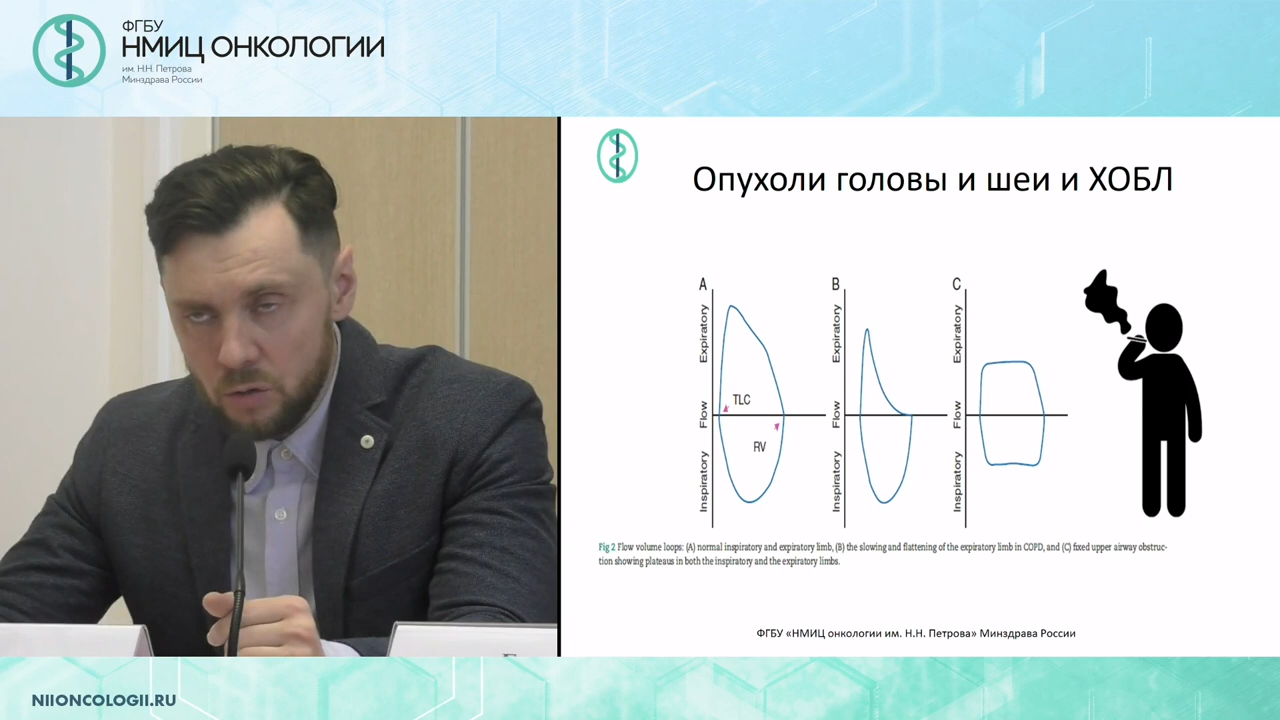 ФГБУ
НМИЦ ОНКОЛОГИИ
им. Н.Н. Петрова
Минздрава России
Опухоли головы и шеи и ХОБЛ
A
Expiratory
Flow
Inspiratory
TLC
RV
B
Expiratory
Flow
Inspiratory
C
Expiratory
Flow
Inspiratory
Fig 2 Flow volume loops: (A) normal inspiratory and expiratory limb, (B) the slowing and flattening of the expiratory limb in COPD, and (C) fixed upper airway obstruc-
tion showing plateaus in both the inspiratory and the expiratory limbs.
ФГБУ «НМИЦ онкологии им. Н.Н. Петрова» Минздрава России
NIIONCOLOGII.RU